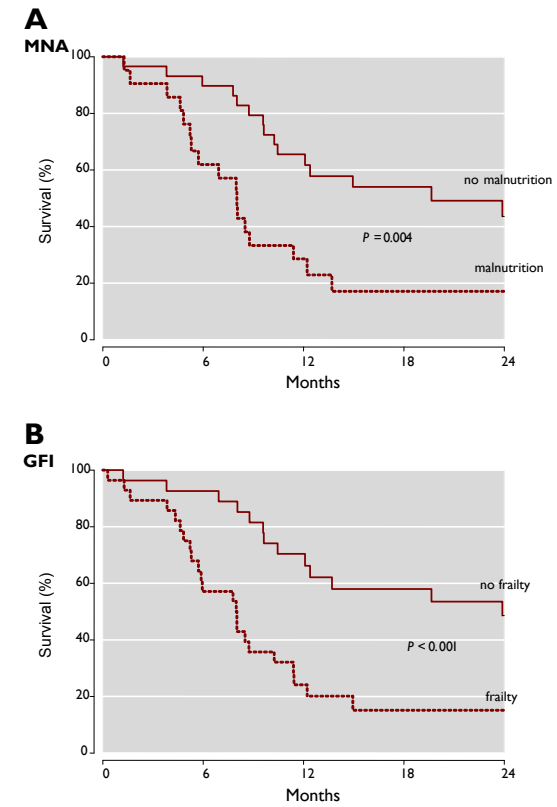 A
MNA
100
80
60
40
20
0
Survival (%)
no malnutrition
P = 0.004
malnutrition
0 6 12 18 24
Months
B
GFI
100
80
60
40
20
0
Survival (%)
no frailty
P < 0.001
frailty
0 6 12 18 24
Months